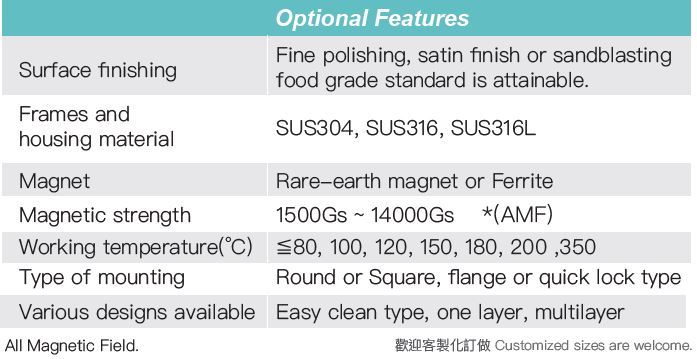 Optional Features
Surface finishing
Fine polishing, satin finish or sandblasting
food grade standard is attainable.
Frames and
housing material
SUS304, SUS316, SUS316L
Magnet
Rare-earth magnet or Ferrite
Magnetic strength
1500Gs ~ 14000Gs *(AMF)
Working temperature(℃)
≦80, 100, 120, 150, 180, 200 ,350
Type of mounting
Round or Square, flange or quick lock type
Various designs available
Easy clean type, one layer, multilayer
All Magnetic Field.
歡迎客製化訂做 Customized sizes are welcome.